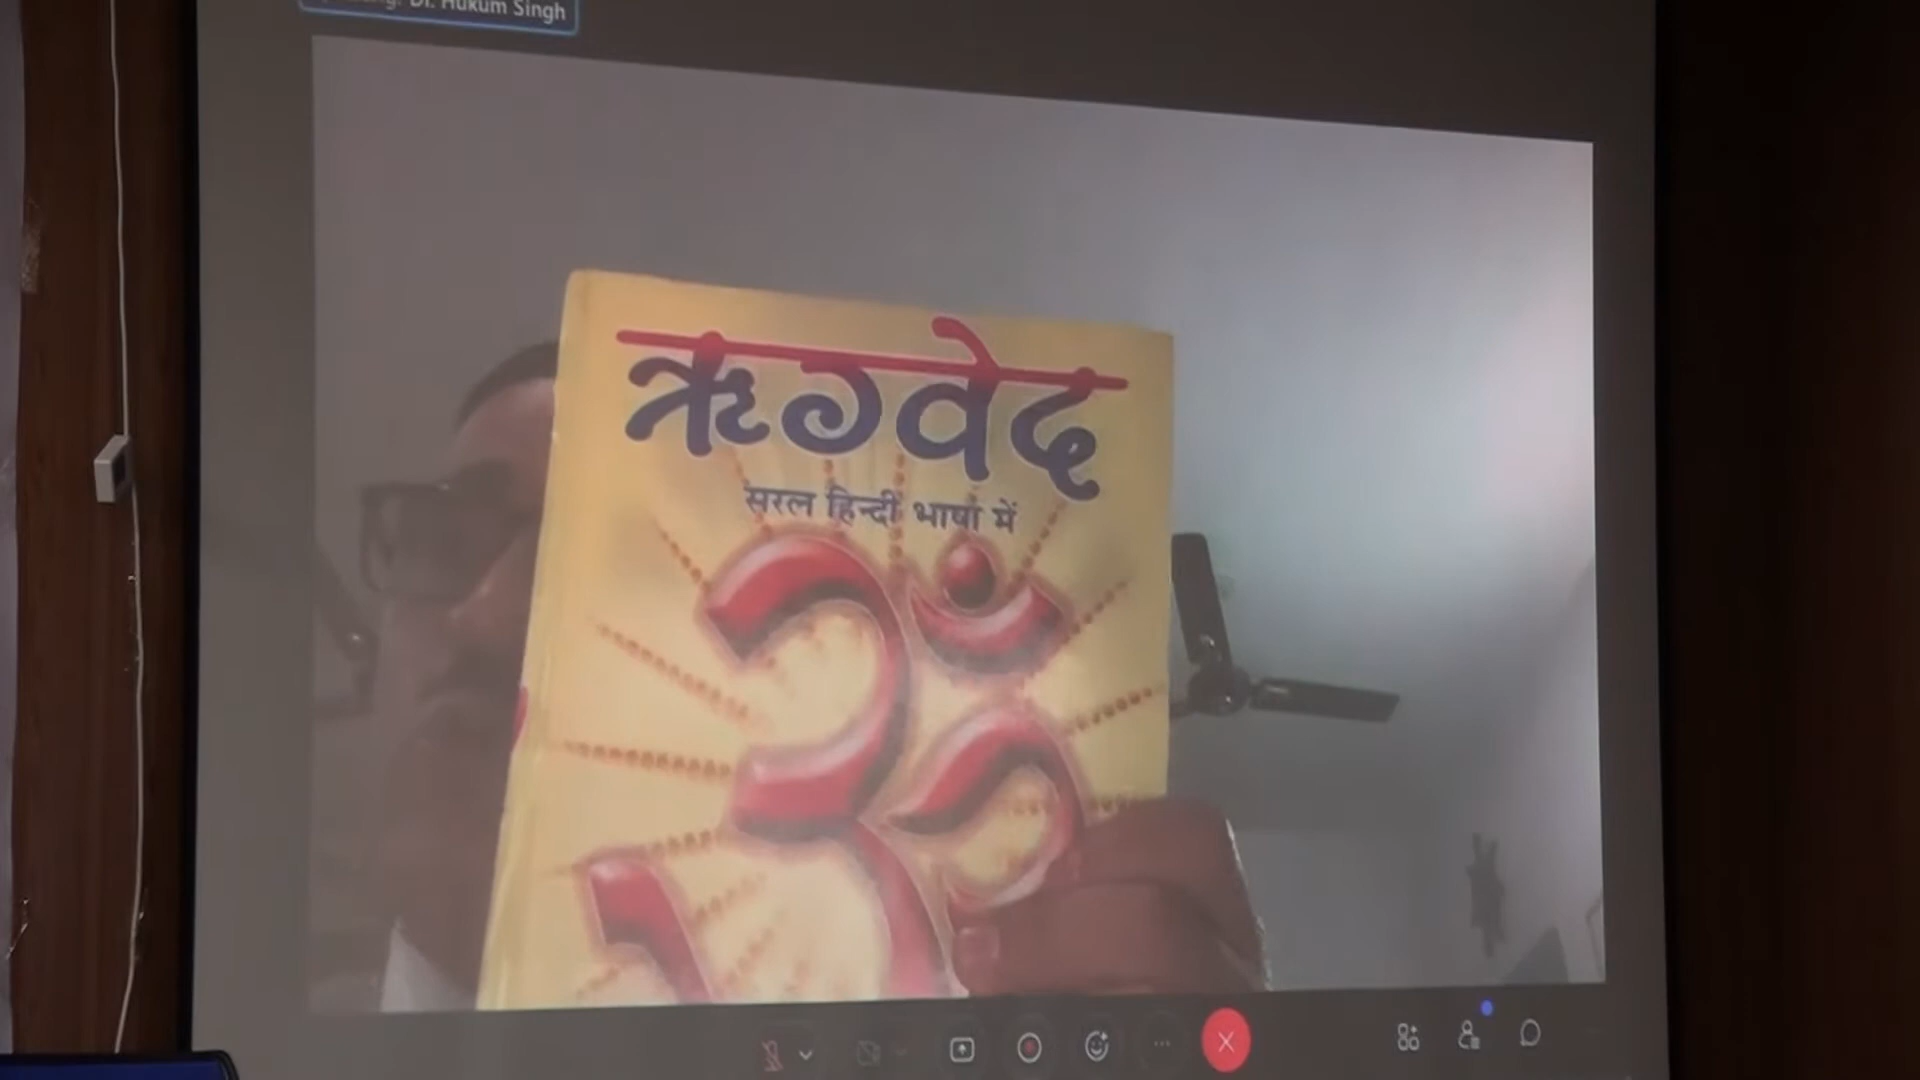 Dr. Hukum Singh
ऋग्वेद
सरल हिन्दी भाषा में
ॐ